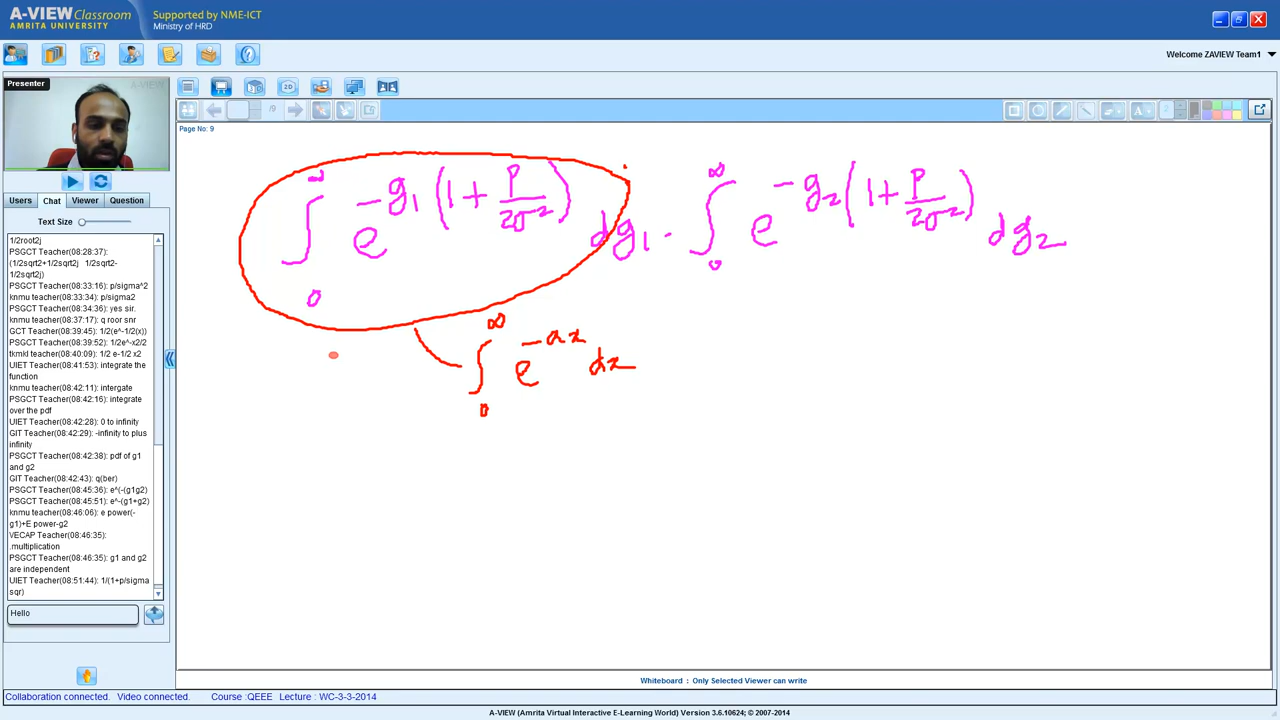 A-VIEW Classroom
AMRITA UNIVERSITY
Supported by NME-ICT
Ministry of HRD
Welcome ZAVIEW Team1
Presenter
A-VIEW
/9
Page No: 9
Users Chat Viewer Question
Text Size
1/2root2j
PSGCT Teacher(08:28:37):
(1/2sqrt2+1/2sqrt2j 1/2sqrt2-
1/2sqrt2j)
PSGCT Teacher(08:33:16): p/sigma^2
knmu teacher(08:33:34): p/sigma2
PSGCT Teacher(08:34:36): yes sir.
knmu teacher(08:37:17): q roor snr
GCT Teacher(08:39:45): 1/2(e^-1/2(x)
PSGCT Teacher(08:39:52): 1/2e^-x/2
tkmkl teacher(08:40:09): 1/2 e-1/2 x2
UIET Teacher(08:41:53): integrate the
function
knmu teacher(08:42:11): intergate
PSGCT Teacher(08:42:16): integrate
over the pdf
UIET Teacher(08:42:28): 0 to infinity
GIT Teacher(08:42:29): -infinity to plus
infinity
PSGCT Teacher(08:42:38): pdf of g1
and g2
GIT Teacher(08:42:43): q(ber)
PSGCT Teacher(08:45:36): e^(-(g1g2)
PSGCT Teacher(08:45:51): e^-(g1+g2)
knmu teacher(08:46:06): e power(-
g1)+E power-g2
VECAP Teacher(08:46:35):
.multiplication
PSGCT Teacher(08:46:35): g1 and g2
are independent
UIET Teacher(08:51:44): 1/(1+p/sigma
sqr)
Hello
∫₀^∞ e^{-g₁(1+P/2σ²)} dg₁ · ∫₀^∞ e^{-g₂(1+P/2σ²)} dg₂
∫₀^∞ e^{-ax} dx
Whiteboard : Only Selected Viewer can write
Collaboration connected. Video connected. Course :QEEE Lecture : WC-3-3-2014
A-VIEW (Amrita Virtual Interactive E-Learning World) Version 3.6.10624; © 2007-2014